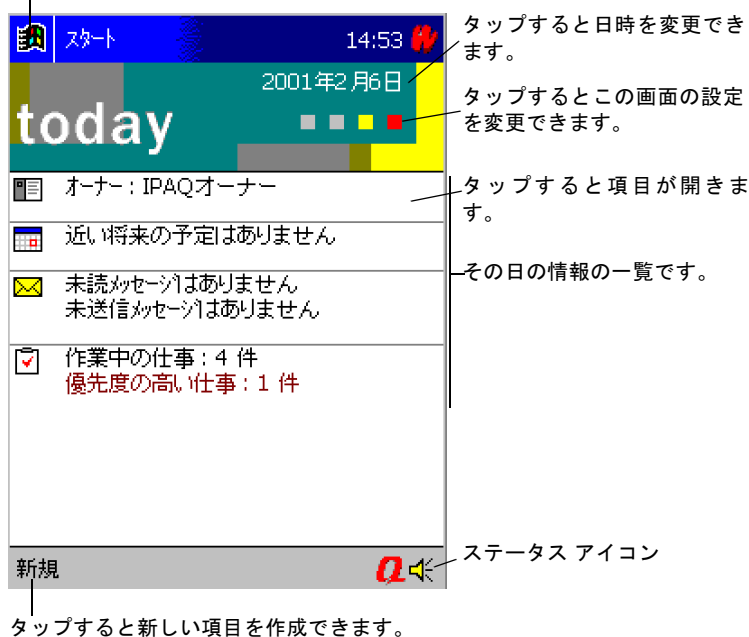 スタート 14:53
タップすると日時を変更でき
ます。
2001年2月6日
today
タップするとこの画面の設定
を変更できます。
オーナー：IPAQオーナー
タップすると項目が開きま
す。
近い将来の予定はありません
その日の情報の一覧です。
未読メッセージはありません
未送信メッセージはありません
作業中の仕事：4 件
優先度の高い仕事：1 件
新規
ステータス アイコン
タップすると新しい項目を作成できます。